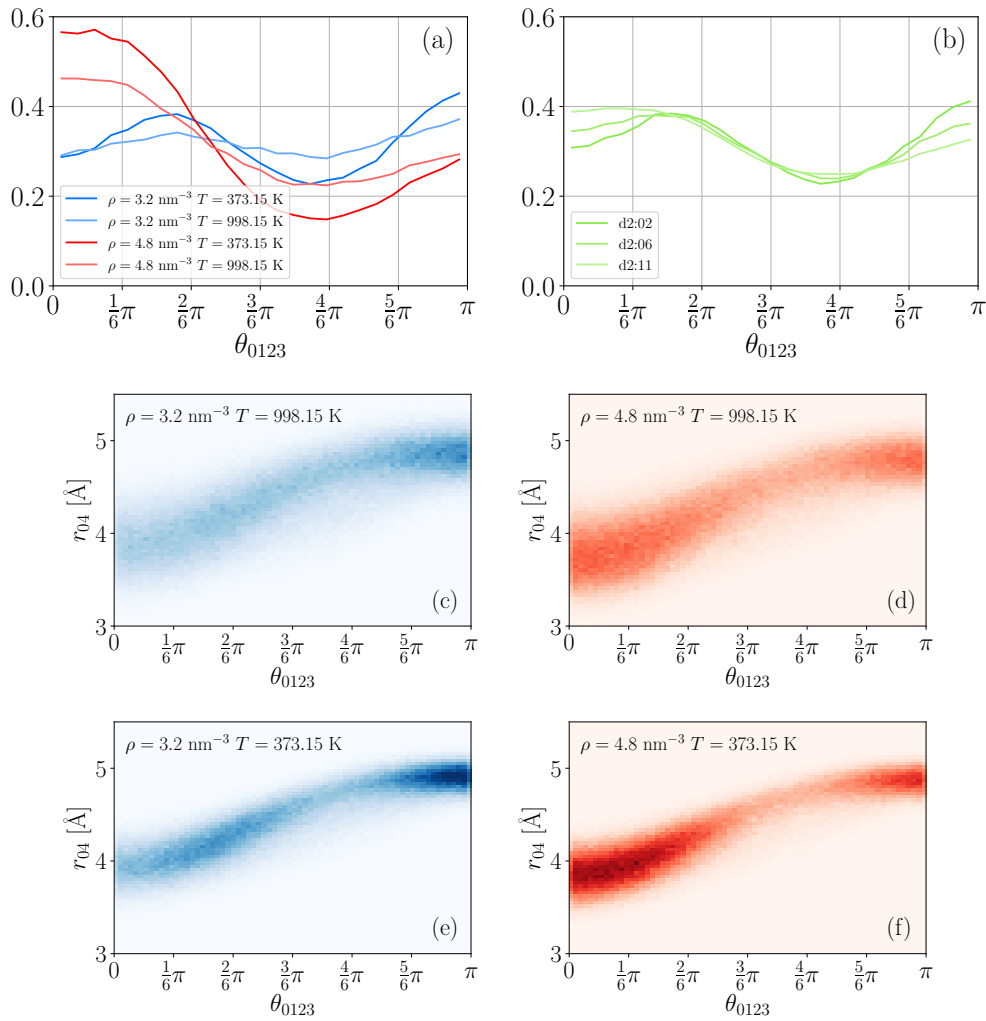 0.6
0.4
0.2
0.0
(a)
ρ = 3.2 nm⁻³ T = 373.15 K
ρ = 3.2 nm⁻³ T = 998.15 K
ρ = 4.8 nm⁻³ T = 373.15 K
ρ = 4.8 nm⁻³ T = 998.15 K
0 1/6π 2/6π 3/6π 4/6π 5/6π π
θ₀₁₂₃
0.6
0.4
0.2
0.0
(b)
d2:02
d2:06
d2:11
0 1/6π 2/6π 3/6π 4/6π 5/6π π
θ₀₁₂₃
ρ = 3.2 nm⁻³ T = 998.15 K
5
4
3
r₀₄ [Å]
(c)
0 1/6π 2/6π 3/6π 4/6π 5/6π π
θ₀₁₂₃
ρ = 4.8 nm⁻³ T = 998.15 K
5
4
3
r₀₄ [Å]
(d)
0 1/6π 2/6π 3/6π 4/6π 5/6π π
θ₀₁₂₃
ρ = 3.2 nm⁻³ T = 373.15 K
5
4
3
r₀₄ [Å]
(e)
0 1/6π 2/6π 3/6π 4/6π 5/6π π
θ₀₁₂₃
ρ = 4.8 nm⁻³ T = 373.15 K
5
4
3
r₀₄ [Å]
(f)
0 1/6π 2/6π 3/6π 4/6π 5/6π π
θ₀₁₂₃